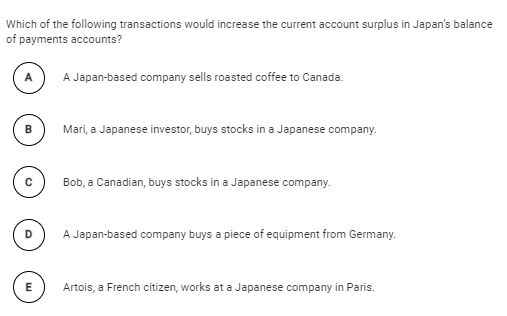 Which of the following transactions would increase the current account surplus in Japan's balance
of payments accounts?
A A Japan-based company sells roasted coffee to Canada.
B Mari, a Japanese investor, buys stocks in a Japanese company.
C Bob, a Canadian, buys stocks in a Japanese company.
D A Japan-based company buys a piece of equipment from Germany.
E Artois, a French citizen, works at a Japanese company in Paris.